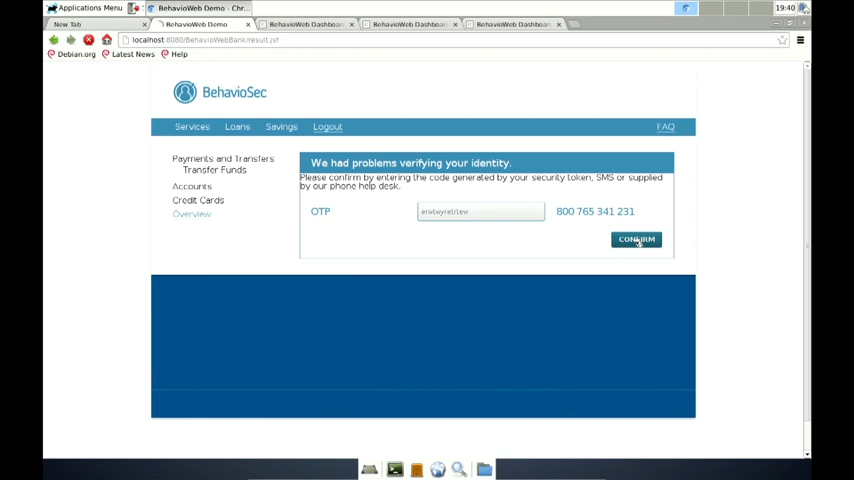 Applications Menu
BehavioWeb Demo - Chr...
19:40
New Tab
BehavioWeb Demo
BehavioWeb Dashboar
BehavioWeb Dashboar
BehavioWeb Dashboar
localhost:8080/BehavioWebBank/result.jsf
Debian.org
Latest News
Help
BehavioSec
Services Loans Savings Logout FAQ
Payments and Transfers
Transfer Funds
Accounts
Credit Cards
Overview
We had problems verifying your identity.
Please confirm by entering the code generated by your security token, SMS or supplied
by our phone help desk.
OTP
800 765 341 231
CONFIRM